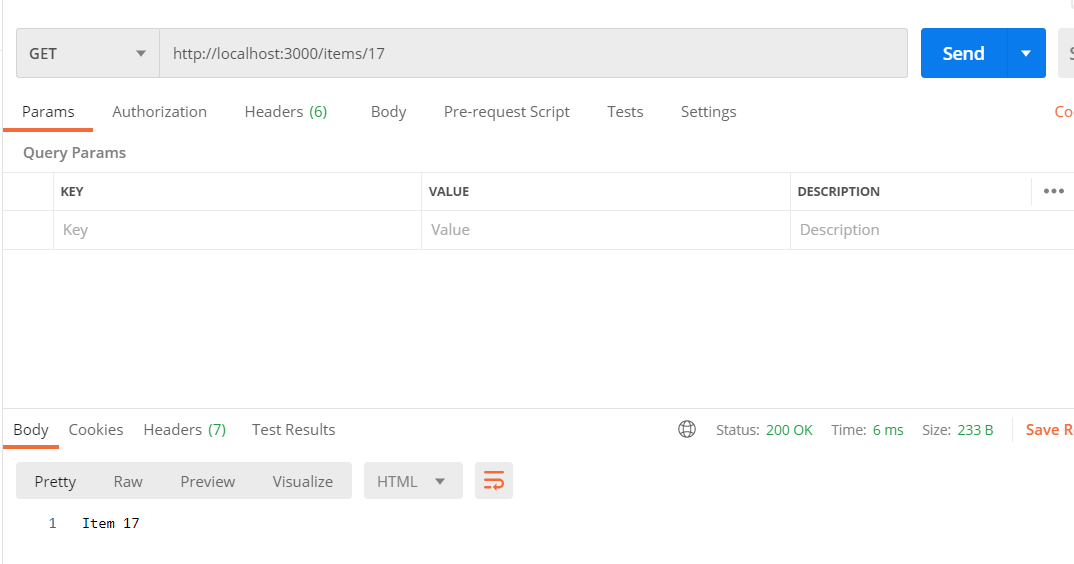 GET http://localhost:3000/items/17 Send S
Params Authorization Headers (6) Body Pre-request Script Tests Settings Co
Query Params
KEY VALUE DESCRIPTION
Key Value Description
Body Cookies Headers (7) Test Results Status: 200 OK Time: 6 ms Size: 233 B Save R
Pretty Raw Preview Visualize HTML
1 Item 17